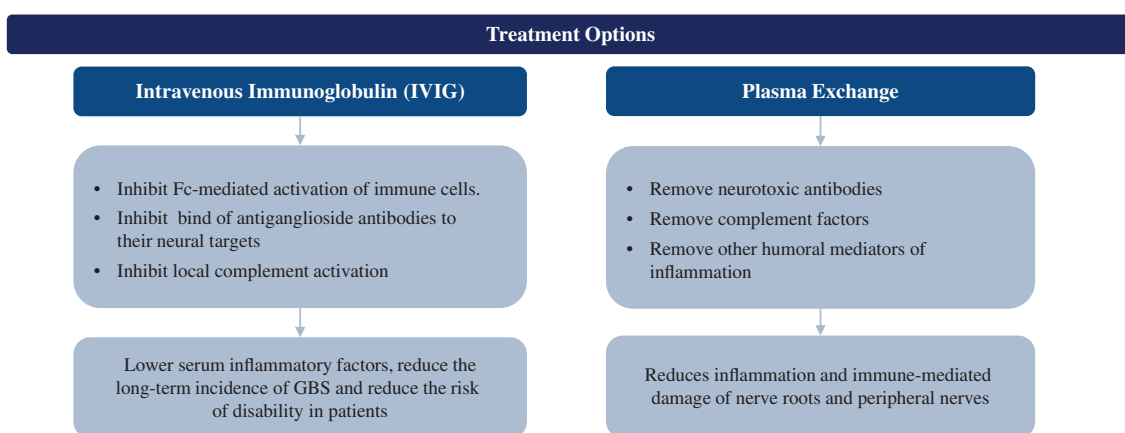 Treatment Options
Intravenous Immunoglobulin (IVIG)
• Inhibit Fc-mediated activation of immune cells.
• Inhibit bind of antiganglioside antibodies to
their neural targets
• Inhibit local complement activation
Lower serum inflammatory factors, reduce the
long-term incidence of GBS and reduce the risk
of disability in patients
Plasma Exchange
• Remove neurotoxic antibodies
• Remove complement factors
• Remove other humoral mediators of
inflammation
Reduces inflammation and immune-mediated
damage of nerve roots and peripheral nerves